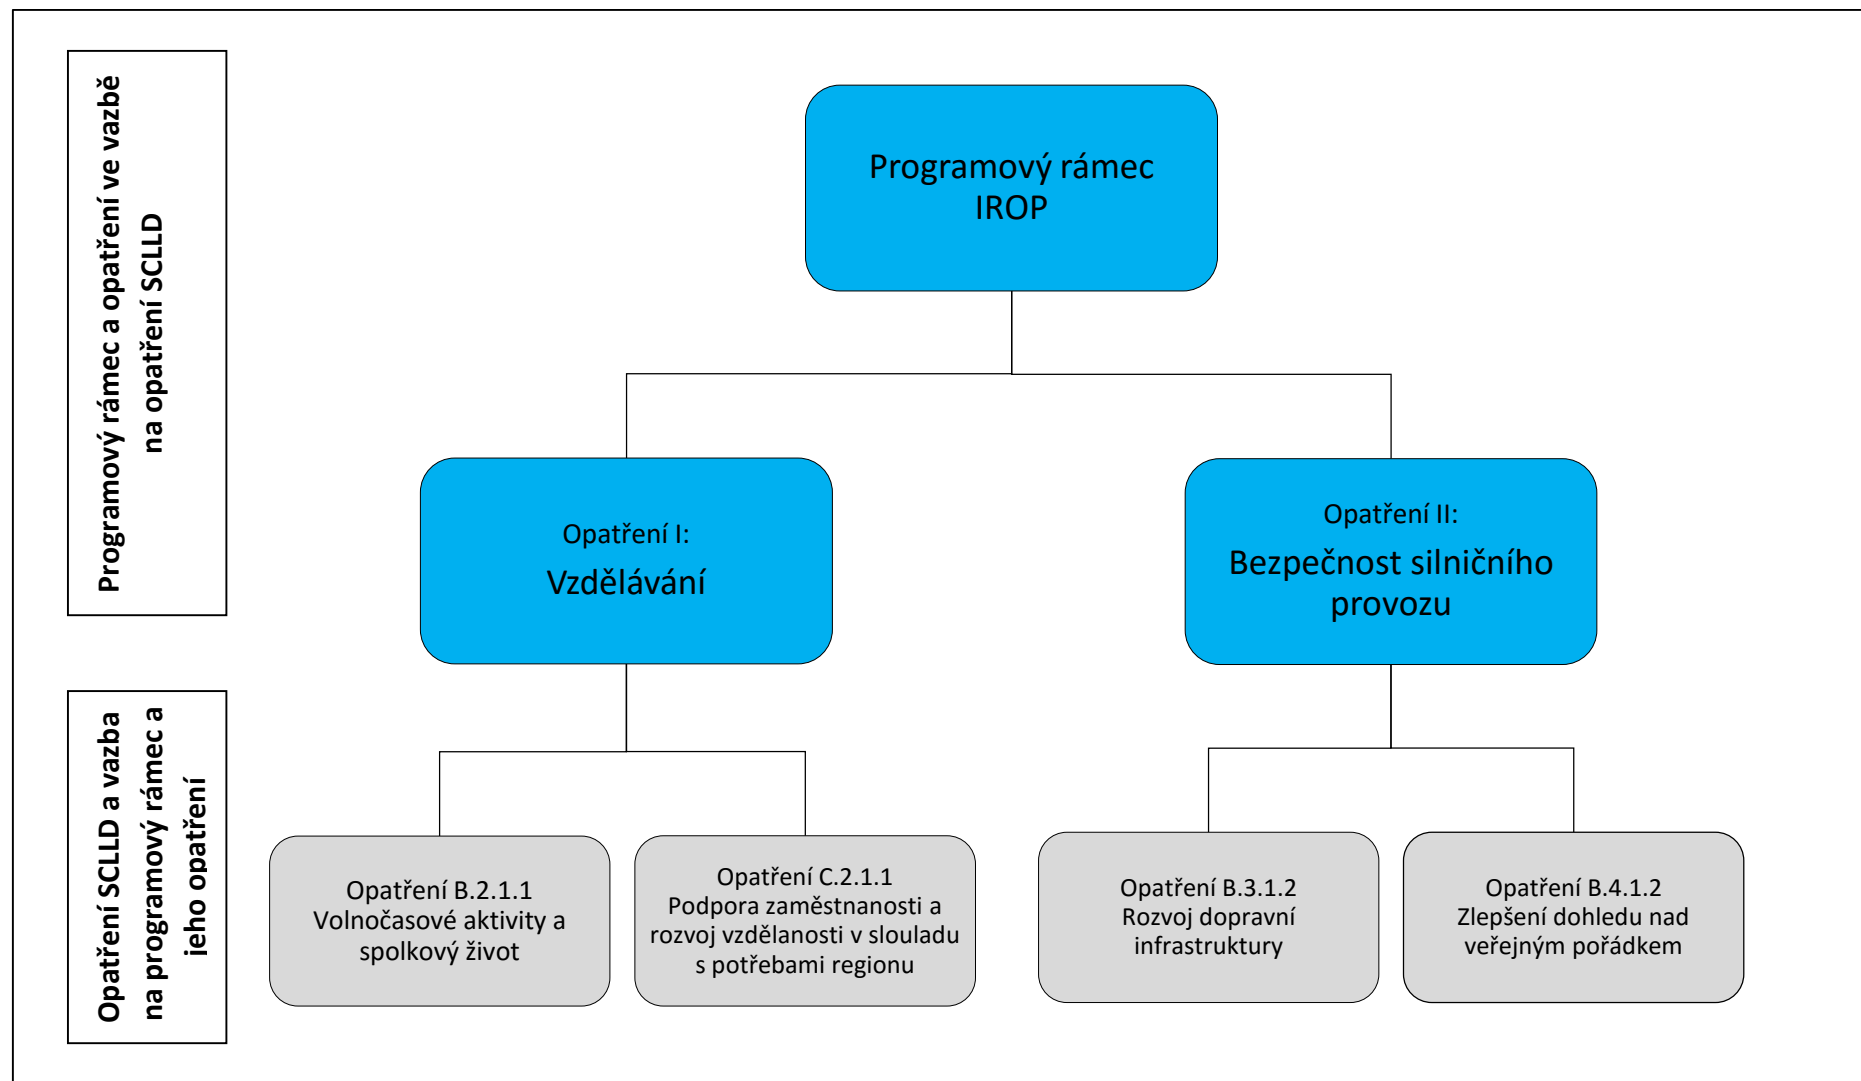 Programový rámec a opatření ve vazbě
na opatření SCLLD
Programový rámec
IROP
Opatření I:
Vzdělávání
Opatření II:
Bezpečnost silničního
provozu
Opatření SCLLD a vazba
na programový rámec a
jeho opatření
Opatření B.2.1.1
Volnočasové aktivity a
spolkový život
Opatření C.2.1.1
Podpora zaměstnanosti a
rozvoj vzdělanosti v slouladu
s potřebami regionu
Opatření B.3.1.2
Rozvoj dopravní
infrastruktury
Opatření B.4.1.2
Zlepšení dohledu nad
veřejným pořádkem